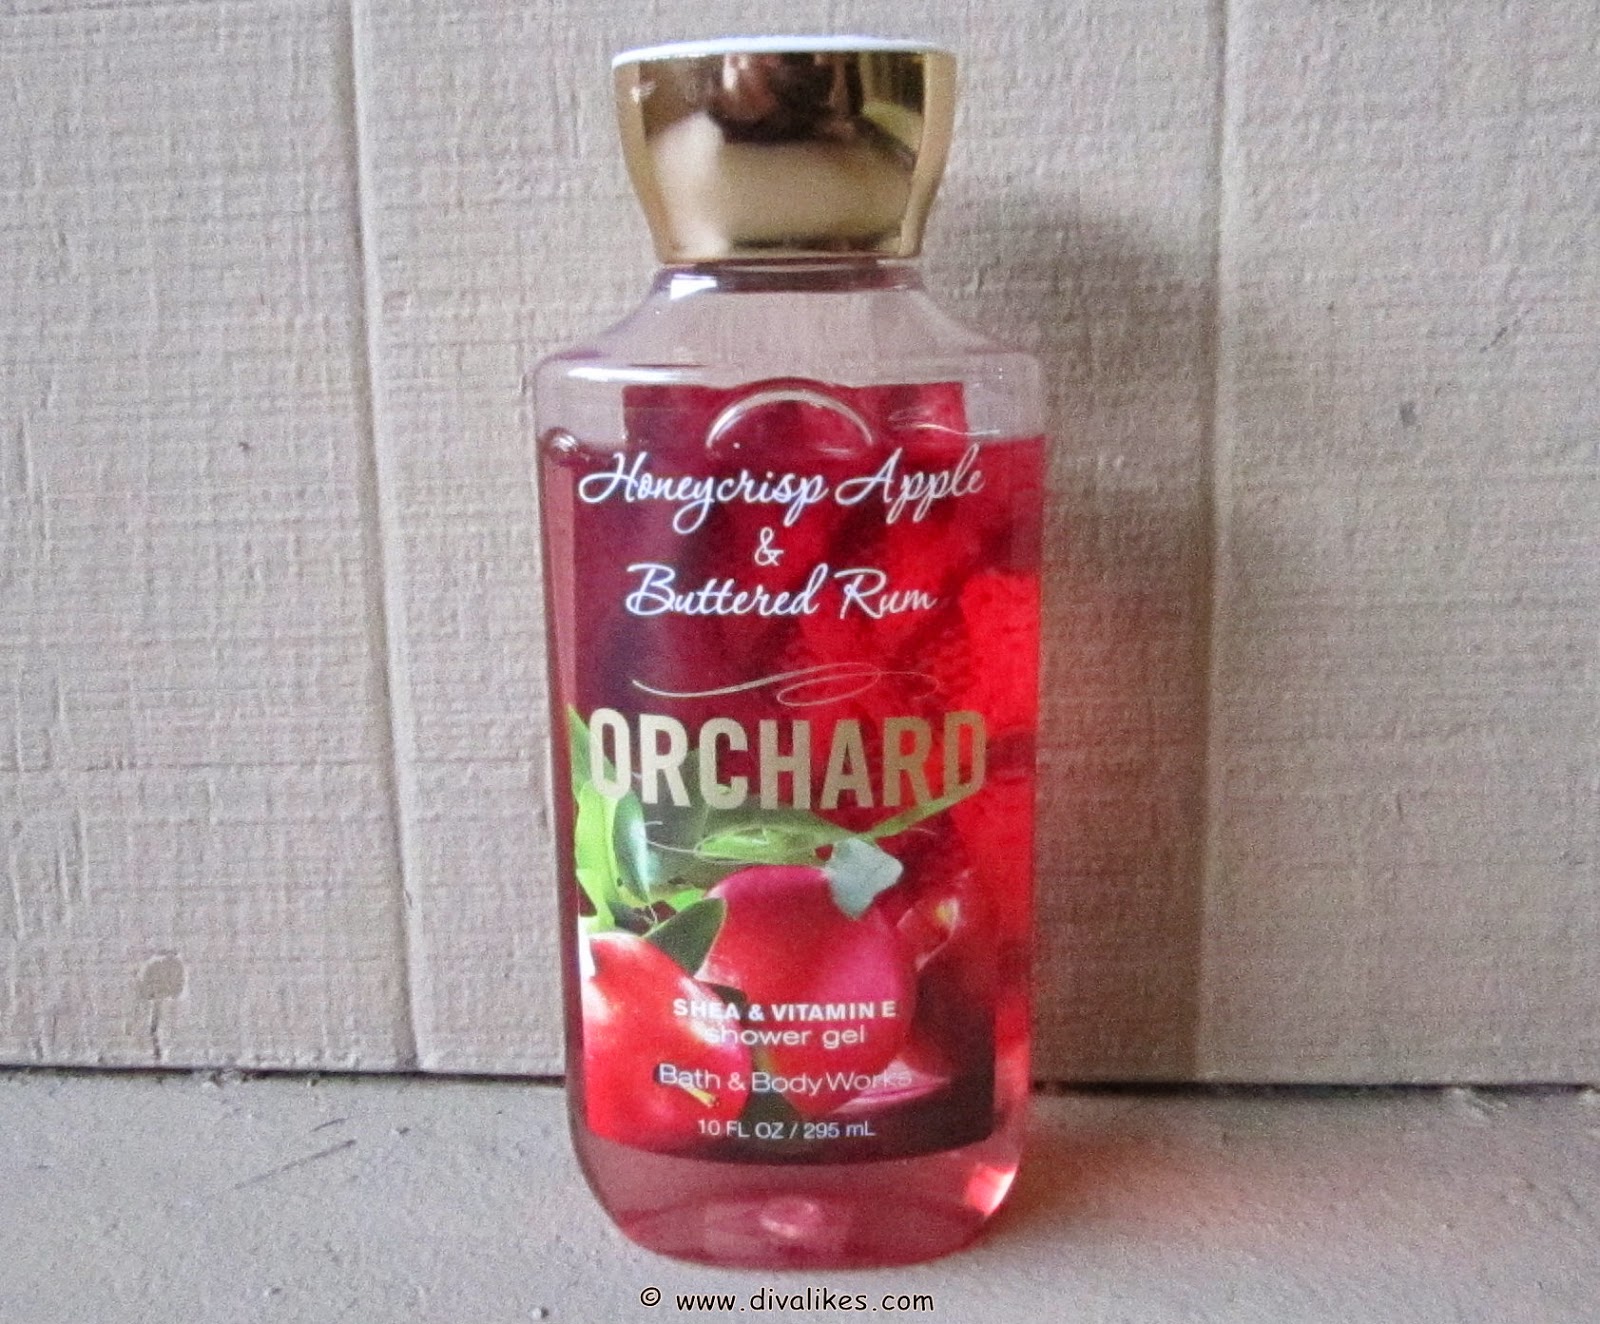 Honeycrisp Apple
&
Buttered Rum
ORCHARD
SHEA & VITAMIN E
shower gel
Bath & Body Works
10 FL OZ / 295 mL
© www.divalikes.com